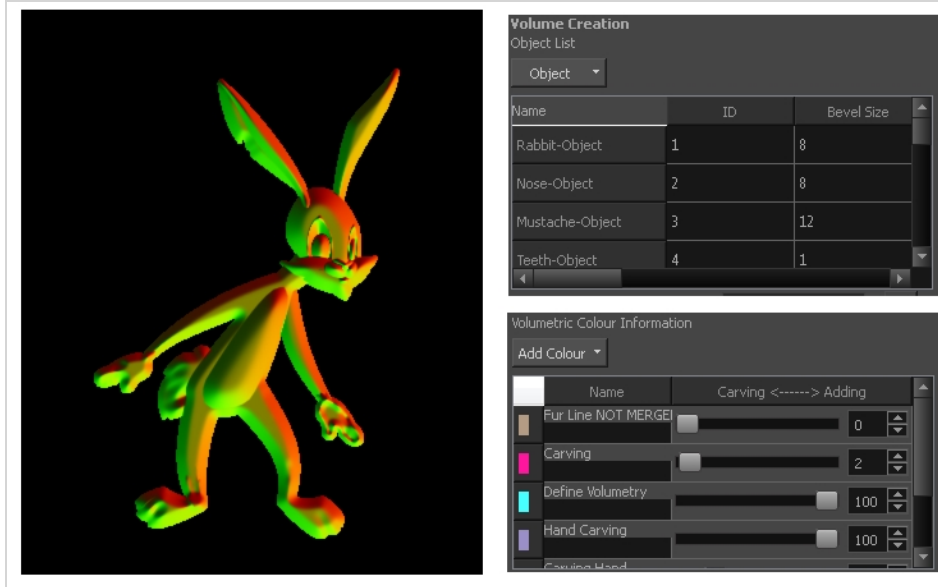 Volume Creation
Object List
Object
Name ID Bevel Size
Rabbit-Object 1 8
Nose-Object 2 8
Mustache-Object 3 12
Teeth-Object 4 1
Volumetric Colour Information
Add Colour
Name Carving <------> Adding
Fur Line NOT MERGE
0
Carving
2
Define Volumetry
100
Hand Carving
100
Carving Hand